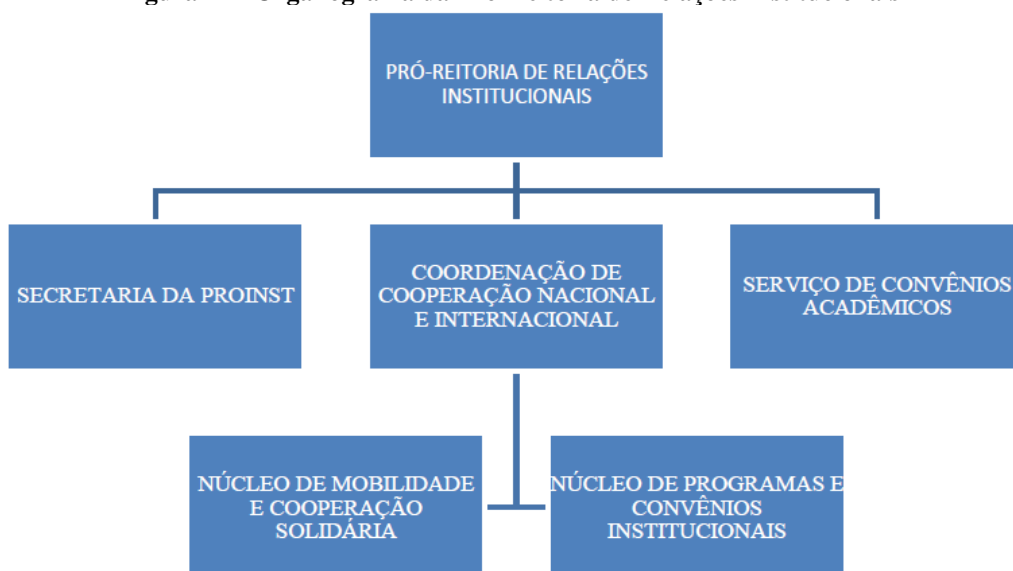 PRÓ-REITORIA DE RELAÇÕES
INSTITUCIONAIS
SECRETARIA DA PROINST
COORDENAÇÃO DE
COOPERAÇÃO NACIONAL
E INTERNACIONAL
SERVIÇO DE CONVÊNIOS
ACADÊMICOS
NÚCLEO DE MOBILIDADE
E COOPERAÇÃO
SOLIDÁRIA
NÚCLEO DE PROGRAMAS E
CONVÊNIOS
INSTITUCIONAIS